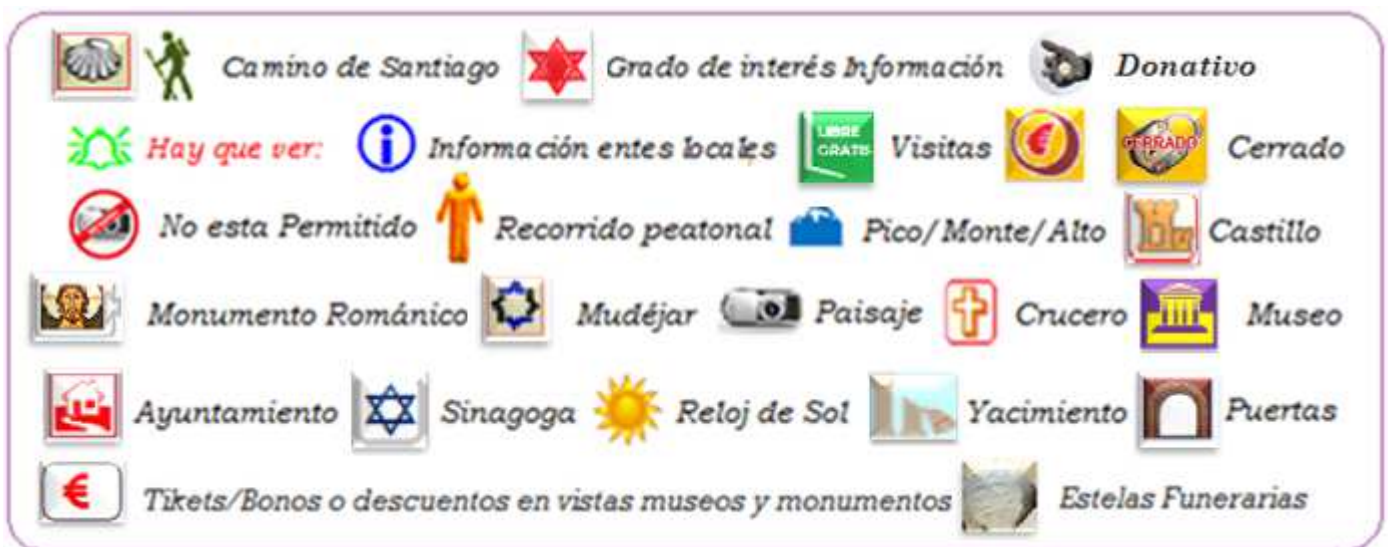 Camino de Santiago Grado de interés Información Donativo
Hay que ver: i Información entes locales LIBRE GRATIS Visitas € CERRADO Cerrado
No esta Permitido Recorrido peatonal Pico/Monte/Alto Castillo
Monumento Románico Mudéjar Paisaje Crucero Museo
Ayuntamiento Sinagoga Reloj de Sol Yacimiento Puertas
€ Tikets/Bonos o descuentos en vistas museos y monumentos Estelas Funerarias